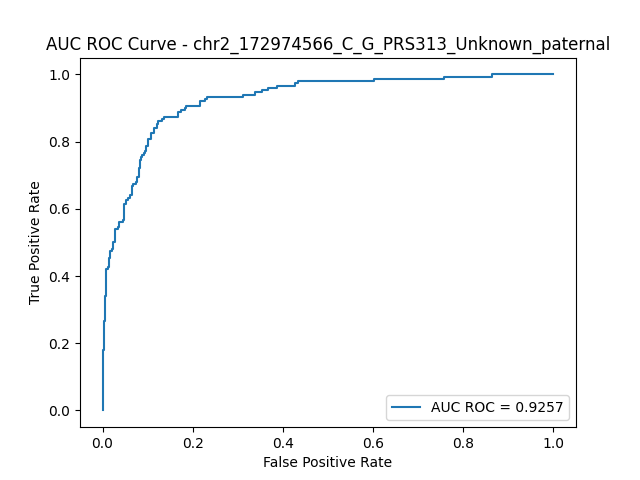 AUC ROC Curve - chr2_172974566_C_G_PRS313_Unknown_paternal
1.0
0.8
0.6
0.4
0.2
0.0
True Positive Rate
AUC ROC = 0.9257
0.0 0.2 0.4 0.6 0.8 1.0
False Positive Rate